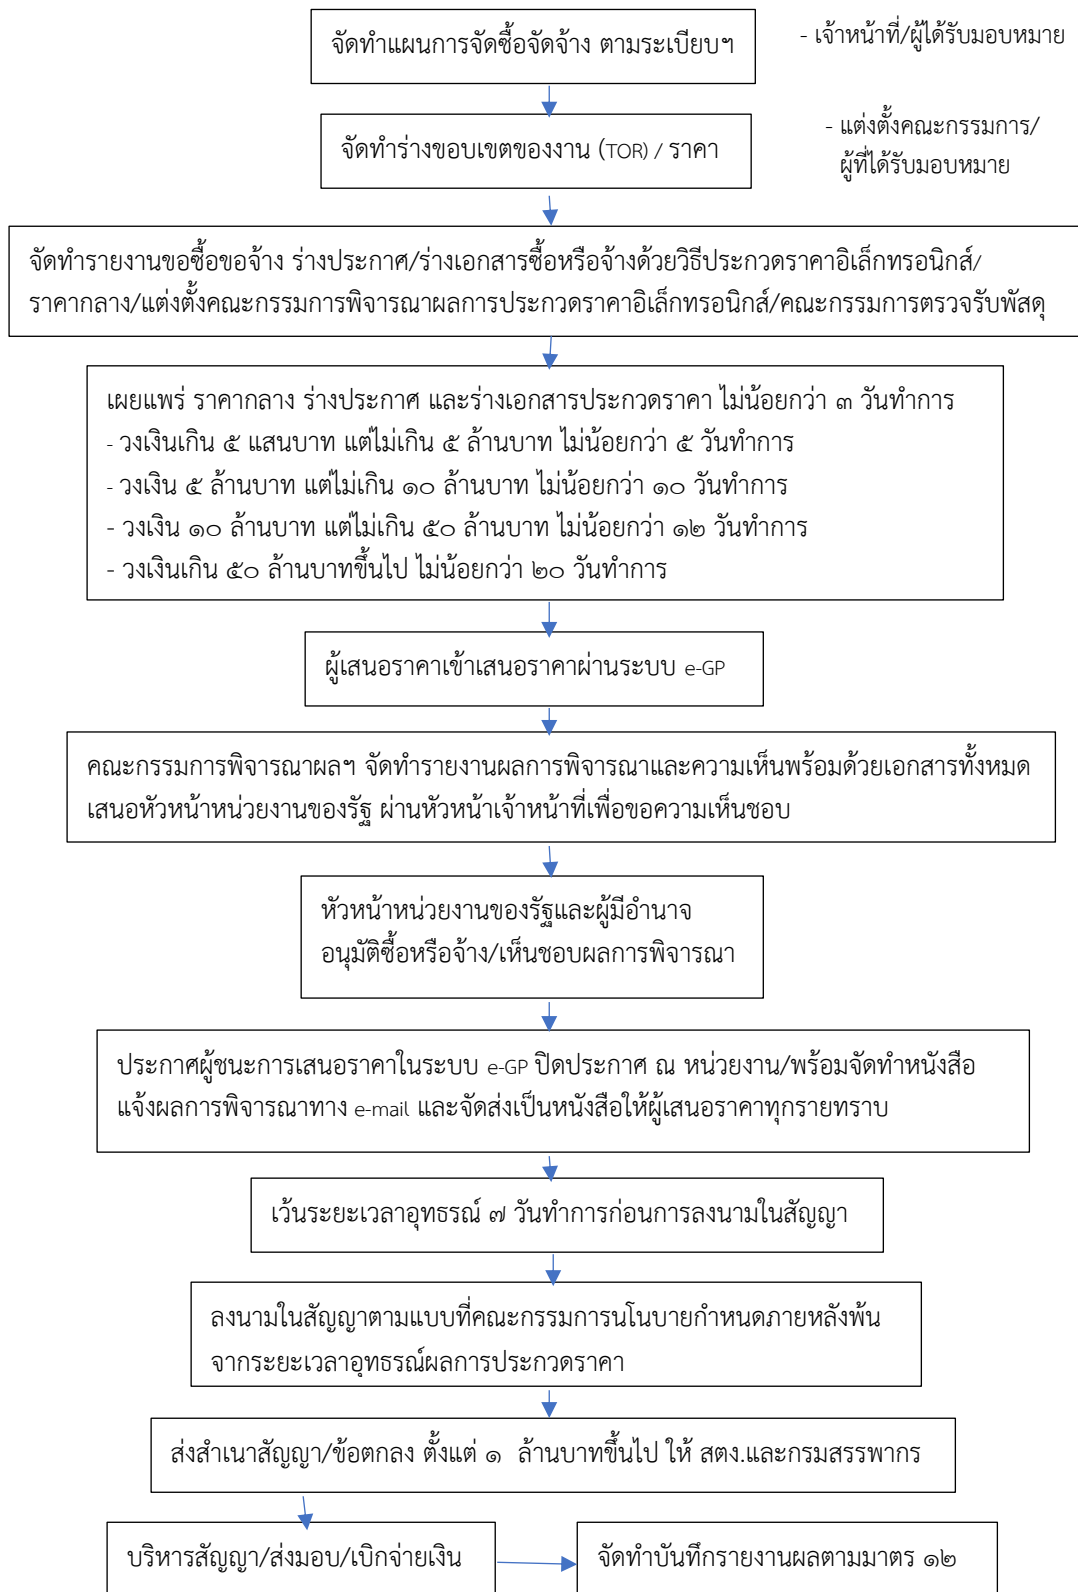 จัดทำแผนการจัดซื้อจัดจ้าง ตามระเบียบฯ
- เจ้าหน้าที่/ผู้ได้รับมอบหมาย
จัดทำร่างขอบเขตของงาน (TOR) / ราคา
- แต่งตั้งคณะกรรมการ/
ผู้ที่ได้รับมอบหมาย
จัดทำรายงานขอซื้อขอจ้าง ร่างประกาศ/ร่างเอกสารซื้อหรือจ้างด้วยวิธีประกวดราคาอิเล็กทรอนิกส์/
ราคากลาง/แต่งตั้งคณะกรรมการพิจารณาผลการประกวดราคาอิเล็กทรอนิกส์/คณะกรรมการตรวจรับพัสดุ
เผยแพร่ ราคากลาง ร่างประกาศ และร่างเอกสารประกวดราคา ไม่น้อยกว่า ๓ วันทำการ
- วงเงินเกิน ๕ แสนบาท แต่ไม่เกิน ๕ ล้านบาท ไม่น้อยกว่า ๕ วันทำการ
- วงเงิน ๕ ล้านบาท แต่ไม่เกิน ๑๐ ล้านบาท ไม่น้อยกว่า ๑๐ วันทำการ
- วงเงิน ๑๐ ล้านบาท แต่ไม่เกิน ๕๐ ล้านบาท ไม่น้อยกว่า ๑๒ วันทำการ
- วงเงินเกิน ๕๐ ล้านบาทขึ้นไป ไม่น้อยกว่า ๒๐ วันทำการ
ผู้เสนอราคาเข้าเสนอราคาผ่านระบบ e-GP
คณะกรรมการพิจารณาผลฯ จัดทำรายงานผลการพิจารณาและความเห็นพร้อมด้วยเอกสารทั้งหมด
เสนอหัวหน้าหน่วยงานของรัฐ ผ่านหัวหน้าเจ้าหน้าที่เพื่อขอความเห็นชอบ
หัวหน้าหน่วยงานของรัฐและผู้มีอำนาจ
อนุมัติซื้อหรือจ้าง/เห็นชอบผลการพิจารณา
ประกาศผู้ชนะการเสนอราคาในระบบ e-GP ปิดประกาศ ณ หน่วยงาน/พร้อมจัดทำหนังสือ
แจ้งผลการพิจารณาทาง e-mail และจัดส่งเป็นหนังสือให้ผู้เสนอราคาทุกรายทราบ
เว้นระยะเวลาอุทธรณ์ ๗ วันทำการก่อนการลงนามในสัญญา
ลงนามในสัญญาตามแบบที่คณะกรรมการนโนบายกำหนดภายหลังพ้น
จากระยะเวลาอุทธรณ์ผลการประกวดราคา
ส่งสำเนาสัญญา/ข้อตกลง ตั้งแต่ ๑ ล้านบาทขึ้นไป ให้ สตง.และกรมสรรพากร
บริหารสัญญา/ส่งมอบ/เบิกจ่ายเงิน
จัดทำบันทึกรายงานผลตามมาตร ๑๒